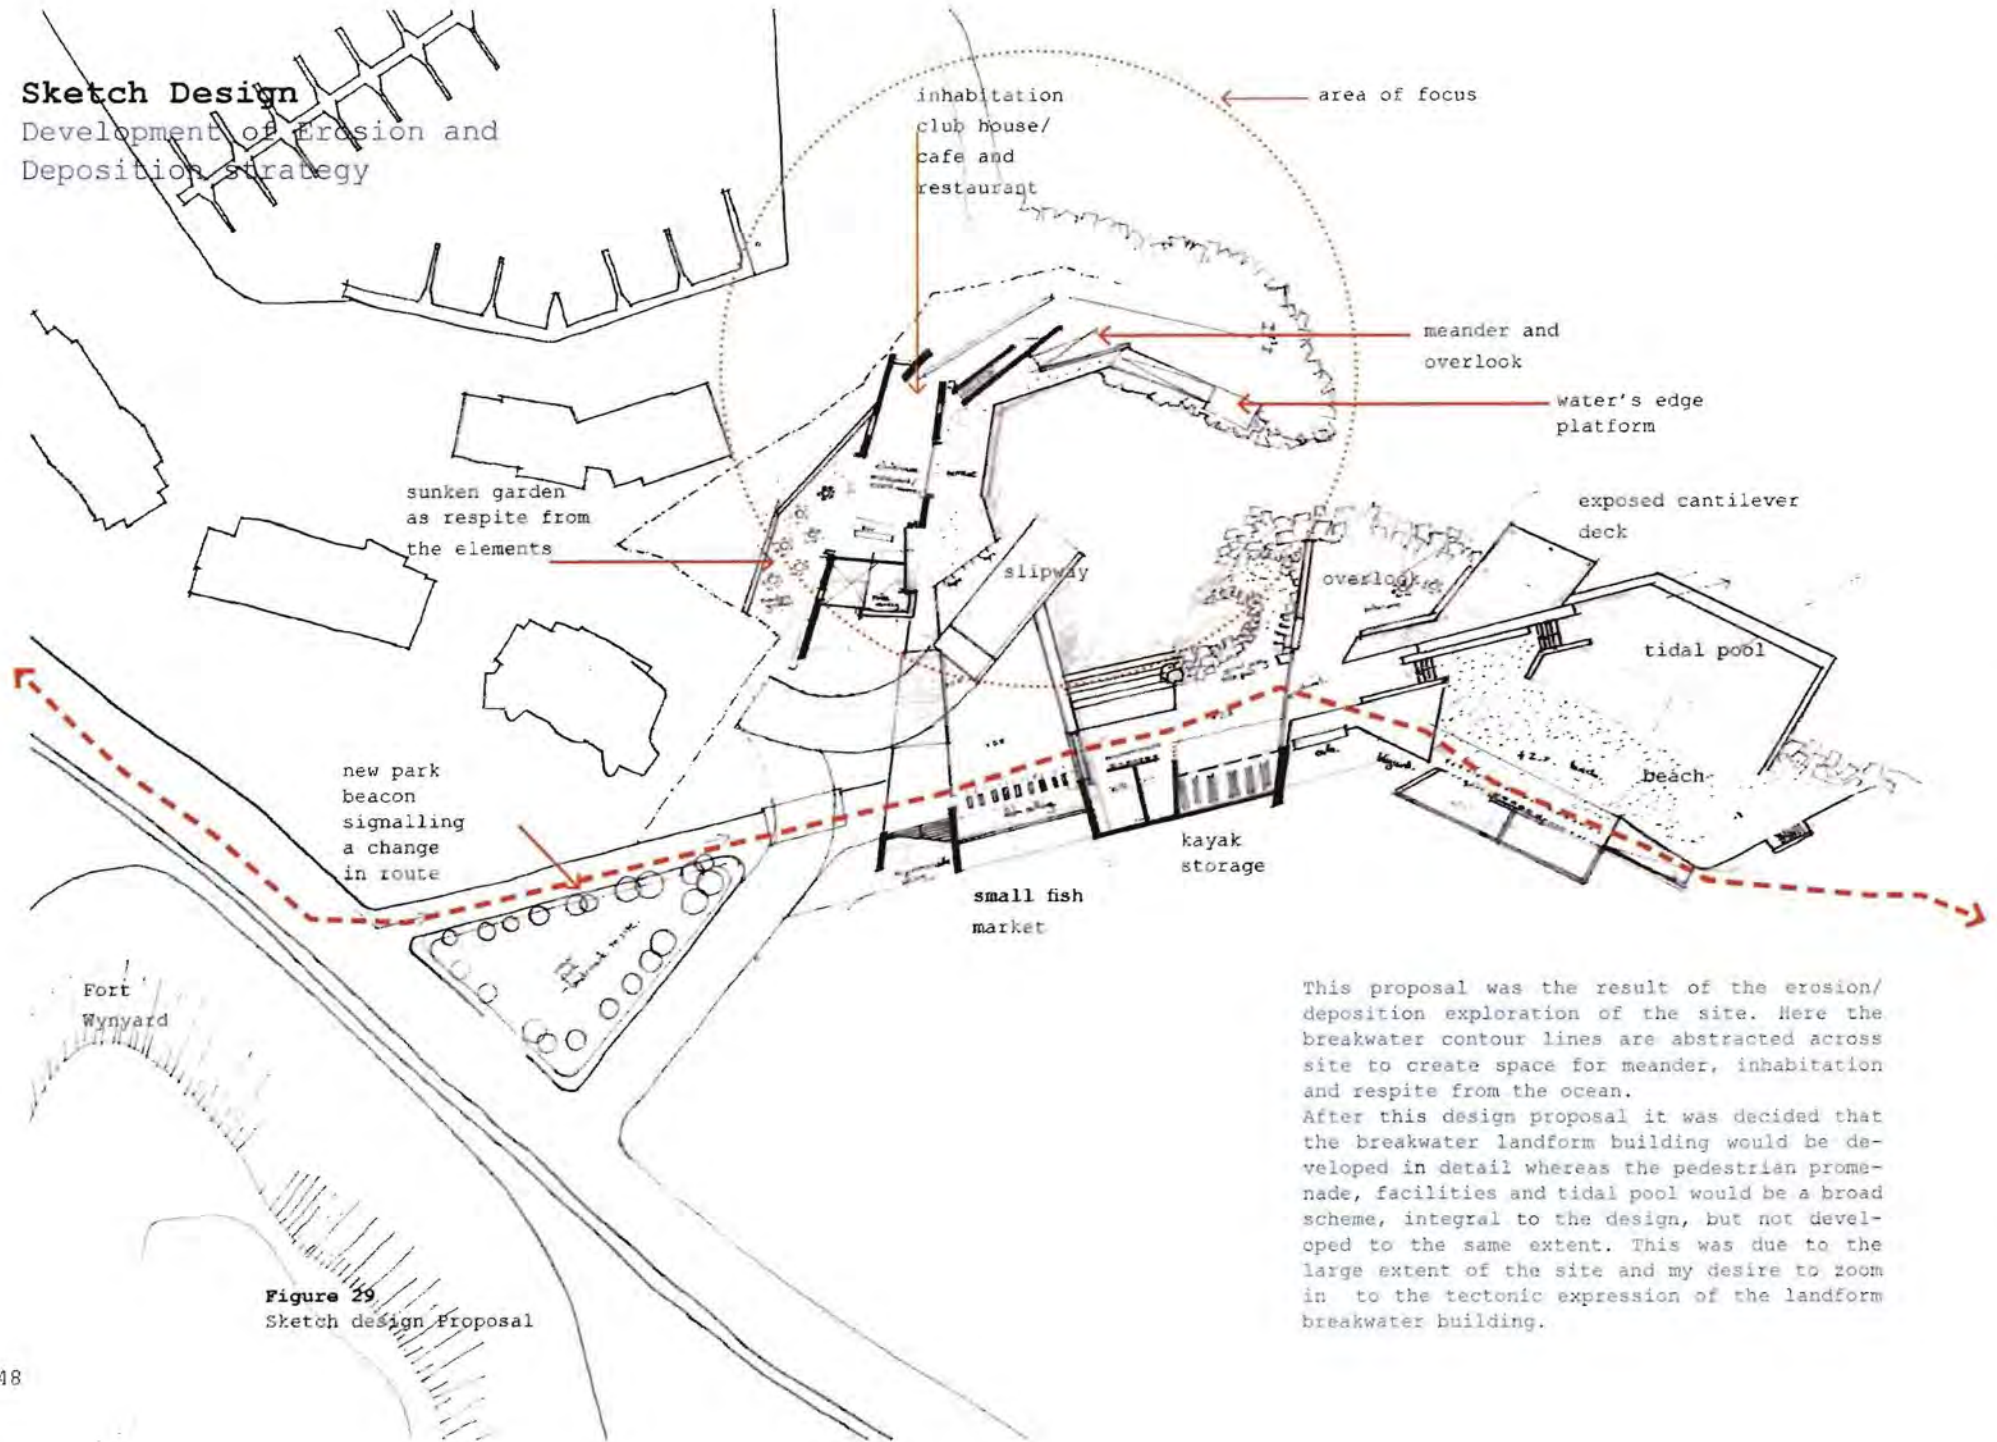 Sketch Design
Development of Erosion and
Deposition strategy
inhabitation
club house/
cafe and
restaurant
area of focus
meander and
overlook
water's edge
platform
exposed cantilever
deck
sunken garden
as respite from
the elements
slipway
overlook
tidal pool
beach
new park
beacon
signalling
a change
in route
kayak
storage
small fish
market
Fort
Wynyard
This proposal was the result of the erosion/
deposition exploration of the site. Here the
breakwater contour lines are abstracted across
site to create space for meander, inhabitation
and respite from the ocean.
After this design proposal it was decided that
the breakwater landform building would be de-
veloped in detail whereas the pedestrian prome-
nade, facilities and tidal pool would be a broad
scheme, integral to the design, but not devel-
oped to the same extent. This was due to the
large extent of the site and my desire to zoom
in to the tectonic expression of the landform
breakwater building.
Figure 29
Sketch design Proposal
48